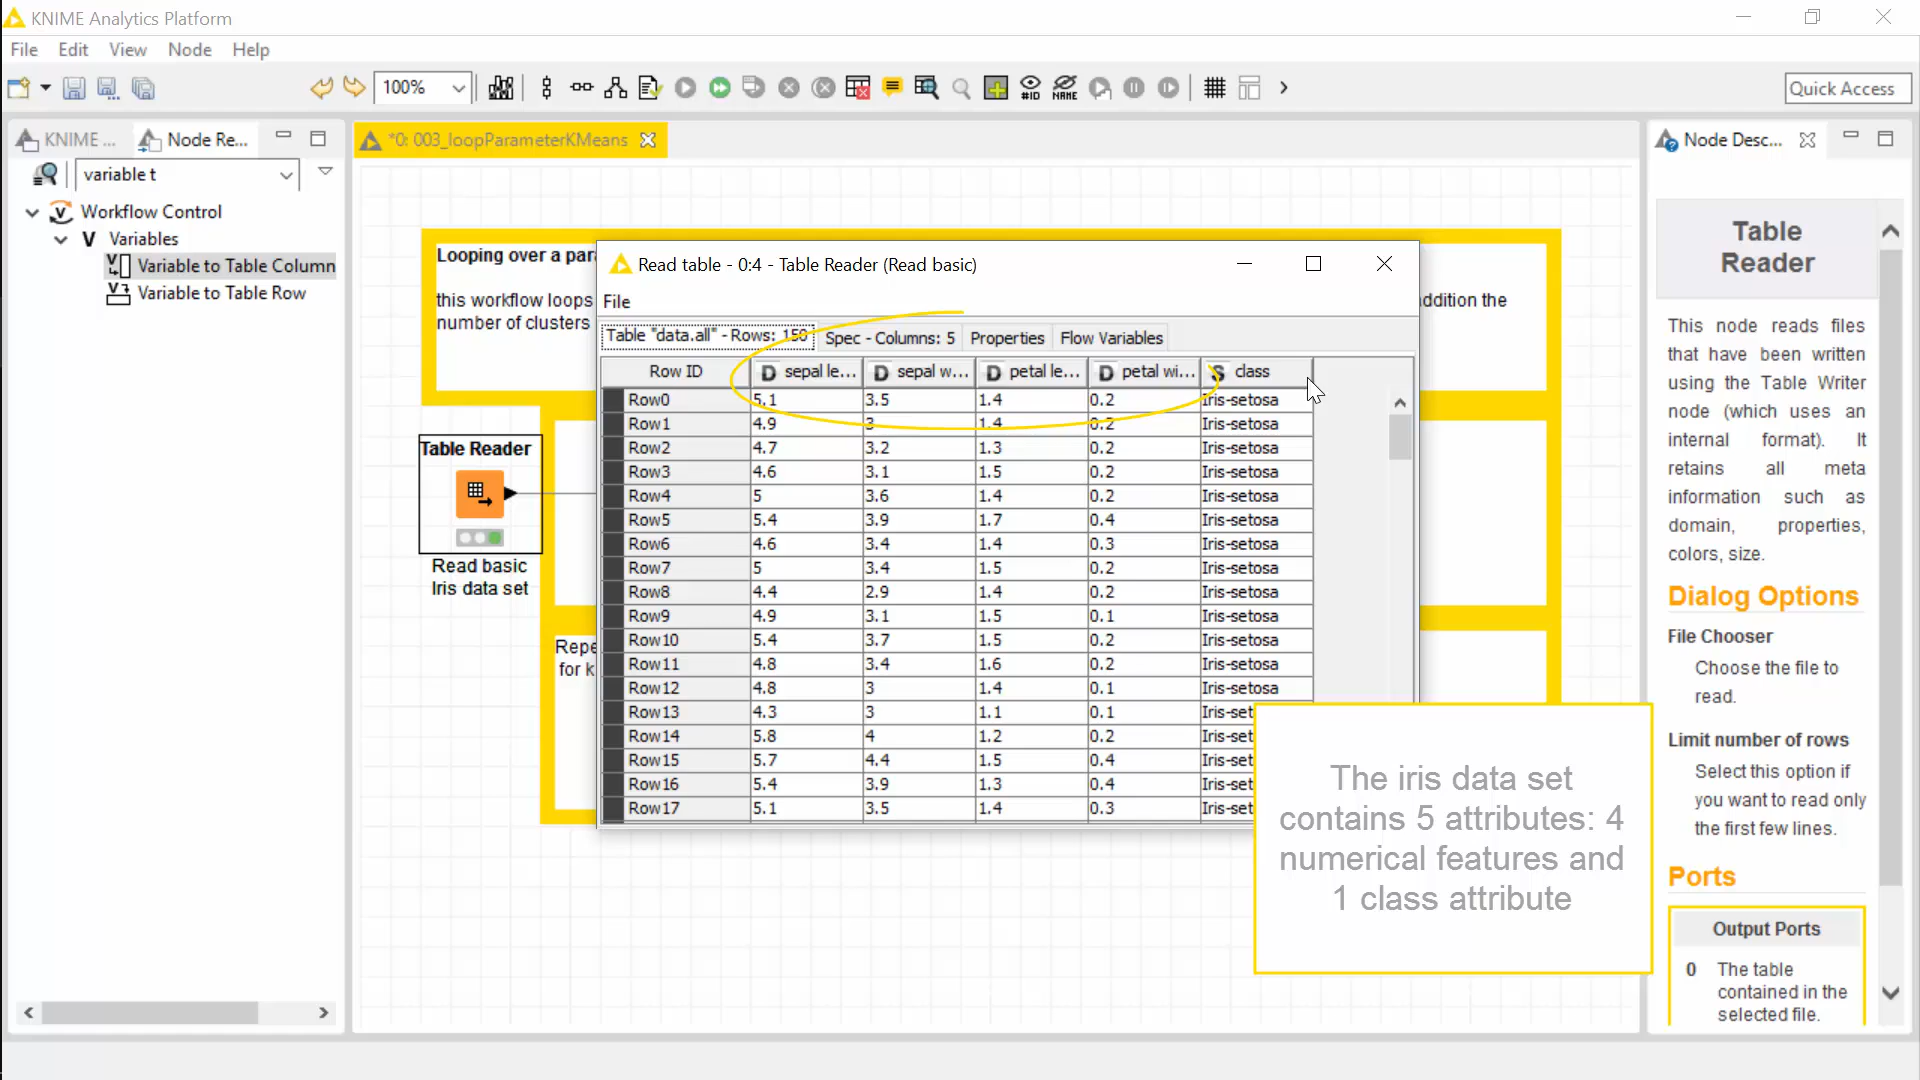 KNIME Analytics Platform
File Edit View Node Help
100%
#ID
NAME
Quick Access
KNIME ...
Node Re...
*0: 003_loopParameterKMeans
Node Desc...
variable t
Workflow Control
V Variables
Variable to Table Column
Variable to Table Row
Looping over a par
this workflow loops
number of clusters
ddition the
Table Reader
Read basic
Iris data set
Repe
for k
Read table - 0:4 - Table Reader (Read basic)
File
Table "data.all" - Rows: 150 Spec - Columns: 5 Properties Flow Variables
Row ID D sepal le... D sepal w... D petal le... D petal wi... S class
Row0 5.1 3.5 1.4 0.2 Iris-setosa
Row1 4.9 3 1.4 0.2 Iris-setosa
Row2 4.7 3.2 1.3 0.2 Iris-setosa
Row3 4.6 3.1 1.5 0.2 Iris-setosa
Row4 5 3.6 1.4 0.2 Iris-setosa
Row5 5.4 3.9 1.7 0.4 Iris-setosa
Row6 4.6 3.4 1.4 0.3 Iris-setosa
Row7 5 3.4 1.5 0.2 Iris-setosa
Row8 4.4 2.9 1.4 0.2 Iris-setosa
Row9 4.9 3.1 1.5 0.1 Iris-setosa
Row10 5.4 3.7 1.5 0.2 Iris-setosa
Row11 4.8 3.4 1.6 0.2 Iris-setosa
Row12 4.8 3 1.4 0.1 Iris-setosa
Row13 4.3 3 1.1 0.1 Iris-set
Row14 5.8 4 1.2 0.2 Iris-set
Row15 5.7 4.4 1.5 0.4 Iris-set
Row16 5.4 3.9 1.3 0.4 Iris-set
Row17 5.1 3.5 1.4 0.3 Iris-set
The iris data set
contains 5 attributes: 4
numerical features and
1 class attribute
Table
Reader
This node reads files
that have been written
using the Table Writer
node (which uses an
internal format). It
retains all meta
information such as
domain, properties,
colors, size.
Dialog Options
File Chooser
Choose the file to
read.
Limit number of rows
Select this option if
you want to read only
the first few lines.
Ports
Output Ports
0 The table
contained in the
selected file.